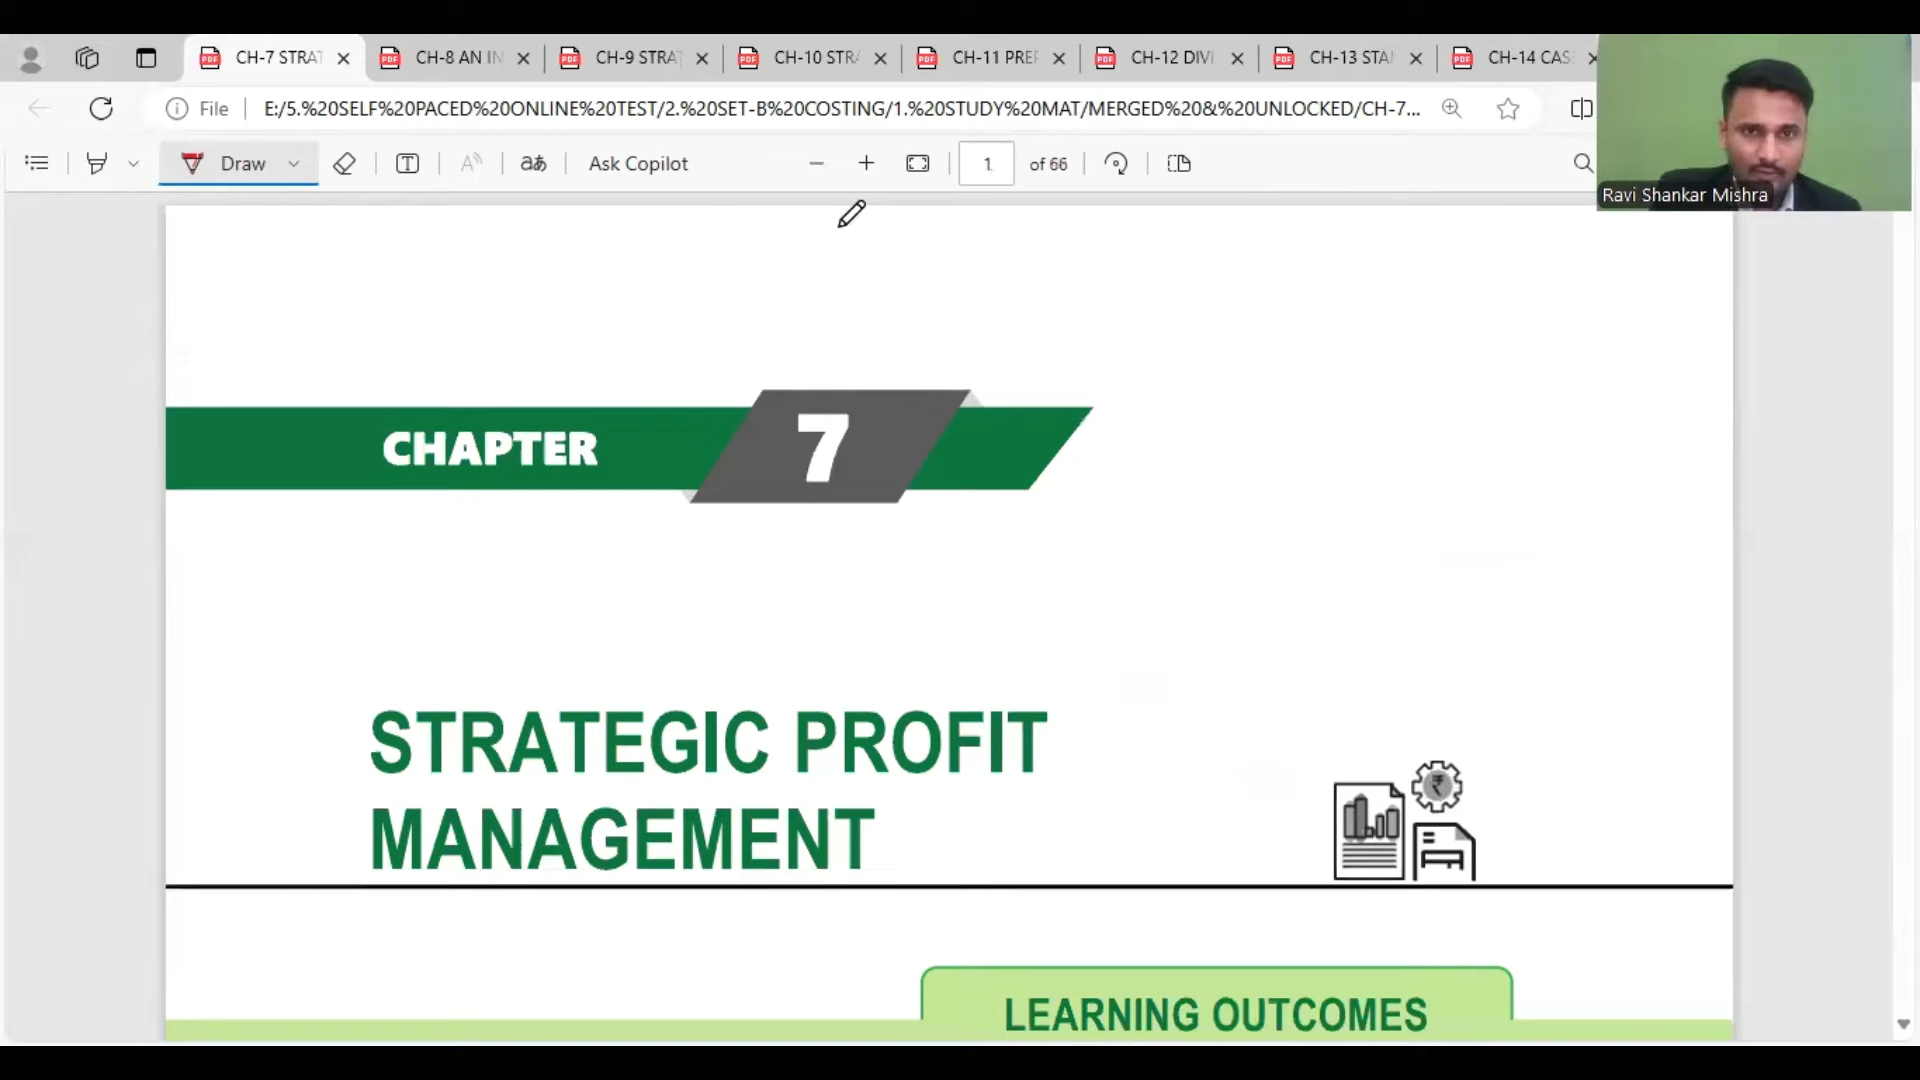 CH-7 STRAT CH-8 AN IN CH-9 STRAT CH-10 STRA CH-11 PREF CH-12 DIVI CH-13 STAN CH-14 CAS
File E:/5.%20SELF%20PACED%20ONLINE%20TEST/2.%20SET-B%20COSTING/1.%20STUDY%20MAT/MERGED%20&%20UNLOCKED/CH-7...
Draw Ask Copilot 1 of 66
Ravi Shankar Mishra
CHAPTER 7
STRATEGIC PROFIT
MANAGEMENT
LEARNING OUTCOMES